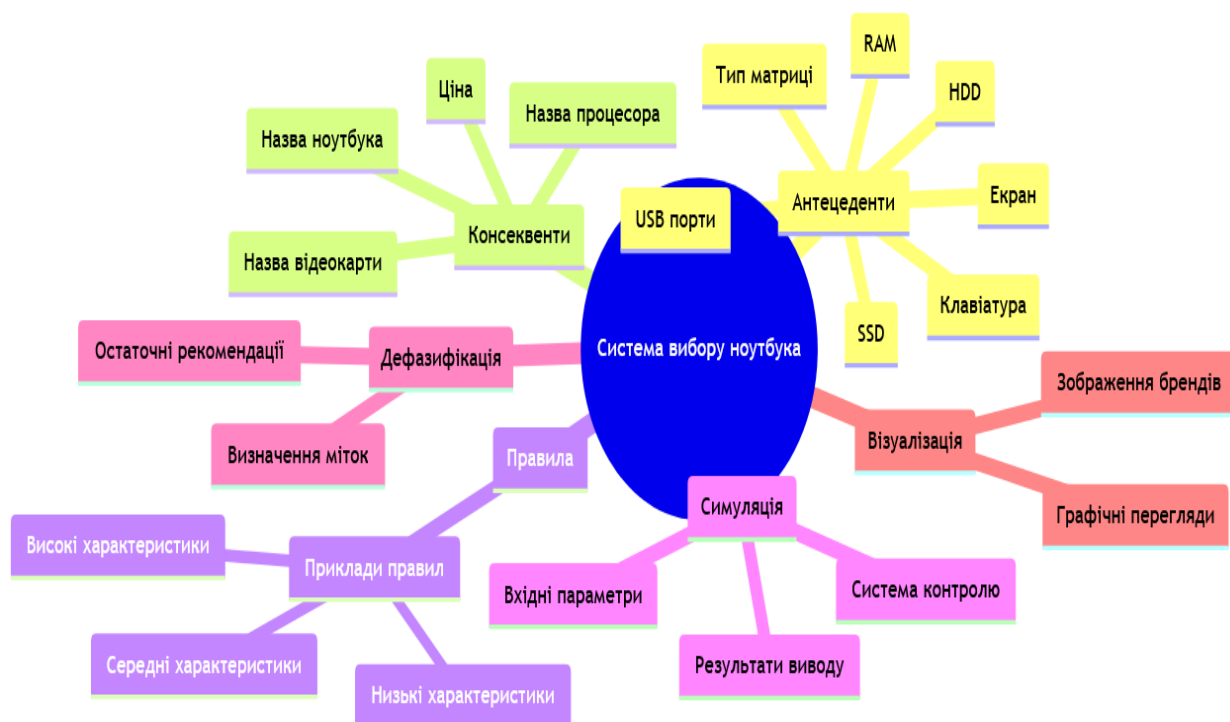 RAM
Тип матриці
HDD
Ціна
Назва процесора
Назва ноутбука
Екран
Антецеденти
USB порти
Консеквенти
Назва відеокарти
Клавіатура
SSD
Система вибору ноутбука
Остаточні рекомендації
Дефазифікація
Зображення брендів
Візуалізація
Визначення міток
Правила
Симуляція
Графічні перегляди
Високі характеристики
Приклади правил
Вхідні параметри
Система контролю
Середні характеристики
Результати виводу
Низькі характеристики